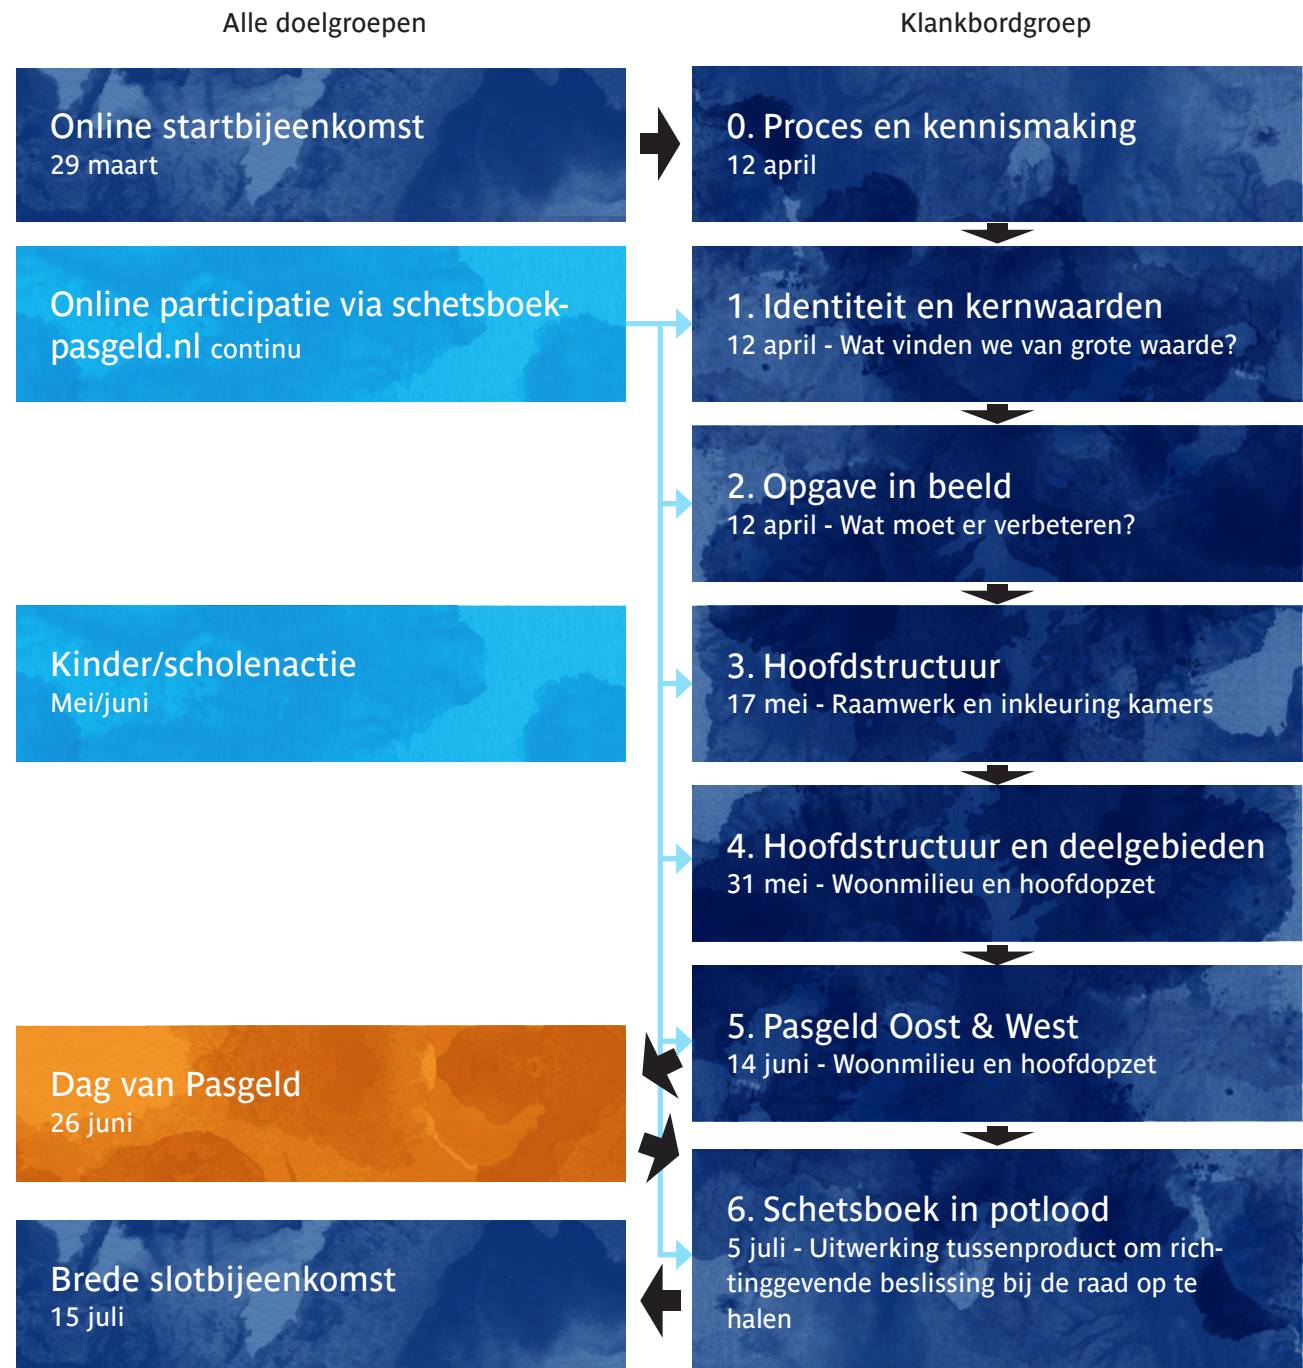 Alle doelgroepen
Klankbordgroep
Online startbijeenkomst
29 maart
0. Proces en kennismaking
12 april
Online participatie via schetsboek-
pasgeld.nl continu
1. Identiteit en kernwaarden
12 april - Wat vinden we van grote waarde?
2. Opgave in beeld
12 april - Wat moet er verbeteren?
Kinder/scholenactie
Mei/juni
3. Hoofdstructuur
17 mei - Raamwerk en inkleuring kamers
4. Hoofdstructuur en deelgebieden
31 mei - Woonmilieu en hoofdopzet
5. Pasgeld Oost & West
14 juni - Woonmilieu en hoofdopzet
Dag van Pasgeld
26 juni
6. Schetsboek in potlood
5 juli - Uitwerking tussenproduct om rich-
tinggevende beslissing bij de raad op te
halen
Brede slotbijeenkomst
15 juli